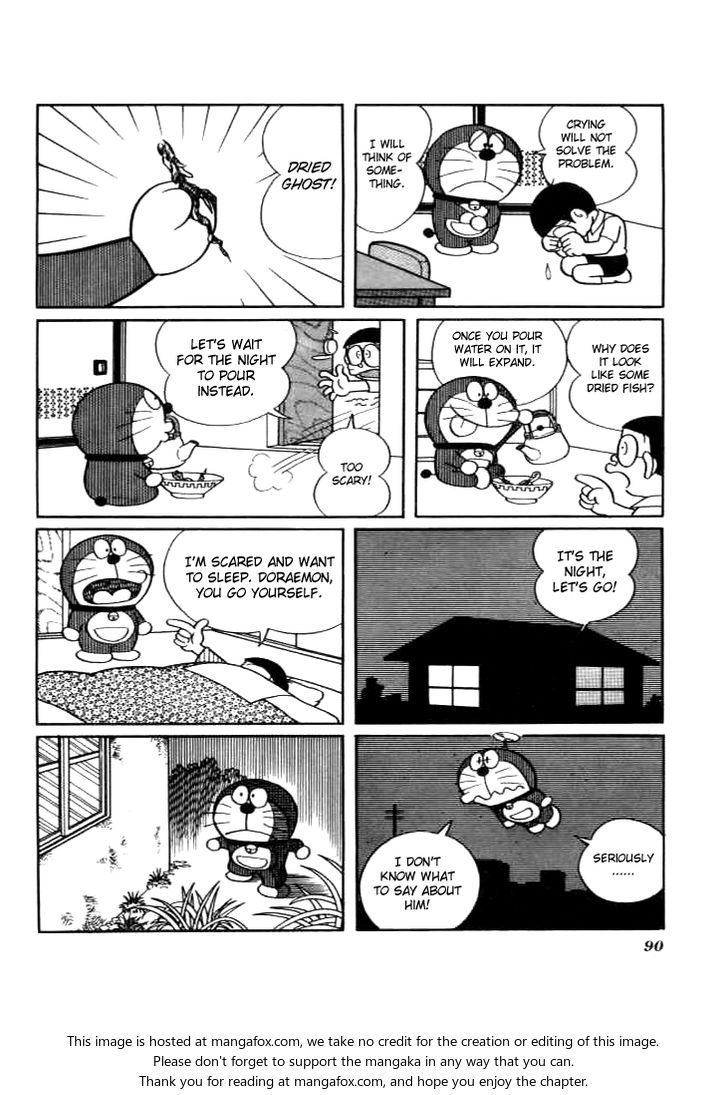 CRYING
WILL NOT
SOLVE THE
PROBLEM.
I WILL
THINK OF
SOME-
THING.
DRIED
GHOST!
WHY DOES
IT LOOK
LIKE SOME
DRIED FISH?
ONCE YOU POUR
WATER ON IT, IT
WILL EXPAND.
TOO
SCARY!
LET'S WAIT
FOR THE NIGHT
TO POUR
INSTEAD.
IT'S THE
NIGHT,
LET'S GO!
I'M SCARED AND WANT
TO SLEEP. DORAEMON,
YOU GO YOURSELF.
SERIOUSLY
......
I DON'T
KNOW WHAT
TO SAY ABOUT
HIM!
90
This image is hosted at mangafox.com, we take no credit for the creation or editing of this image.
Please don't forget to support the mangaka in any way that you can.
Thank you for reading at mangafox.com, and hope you enjoy the chapter.